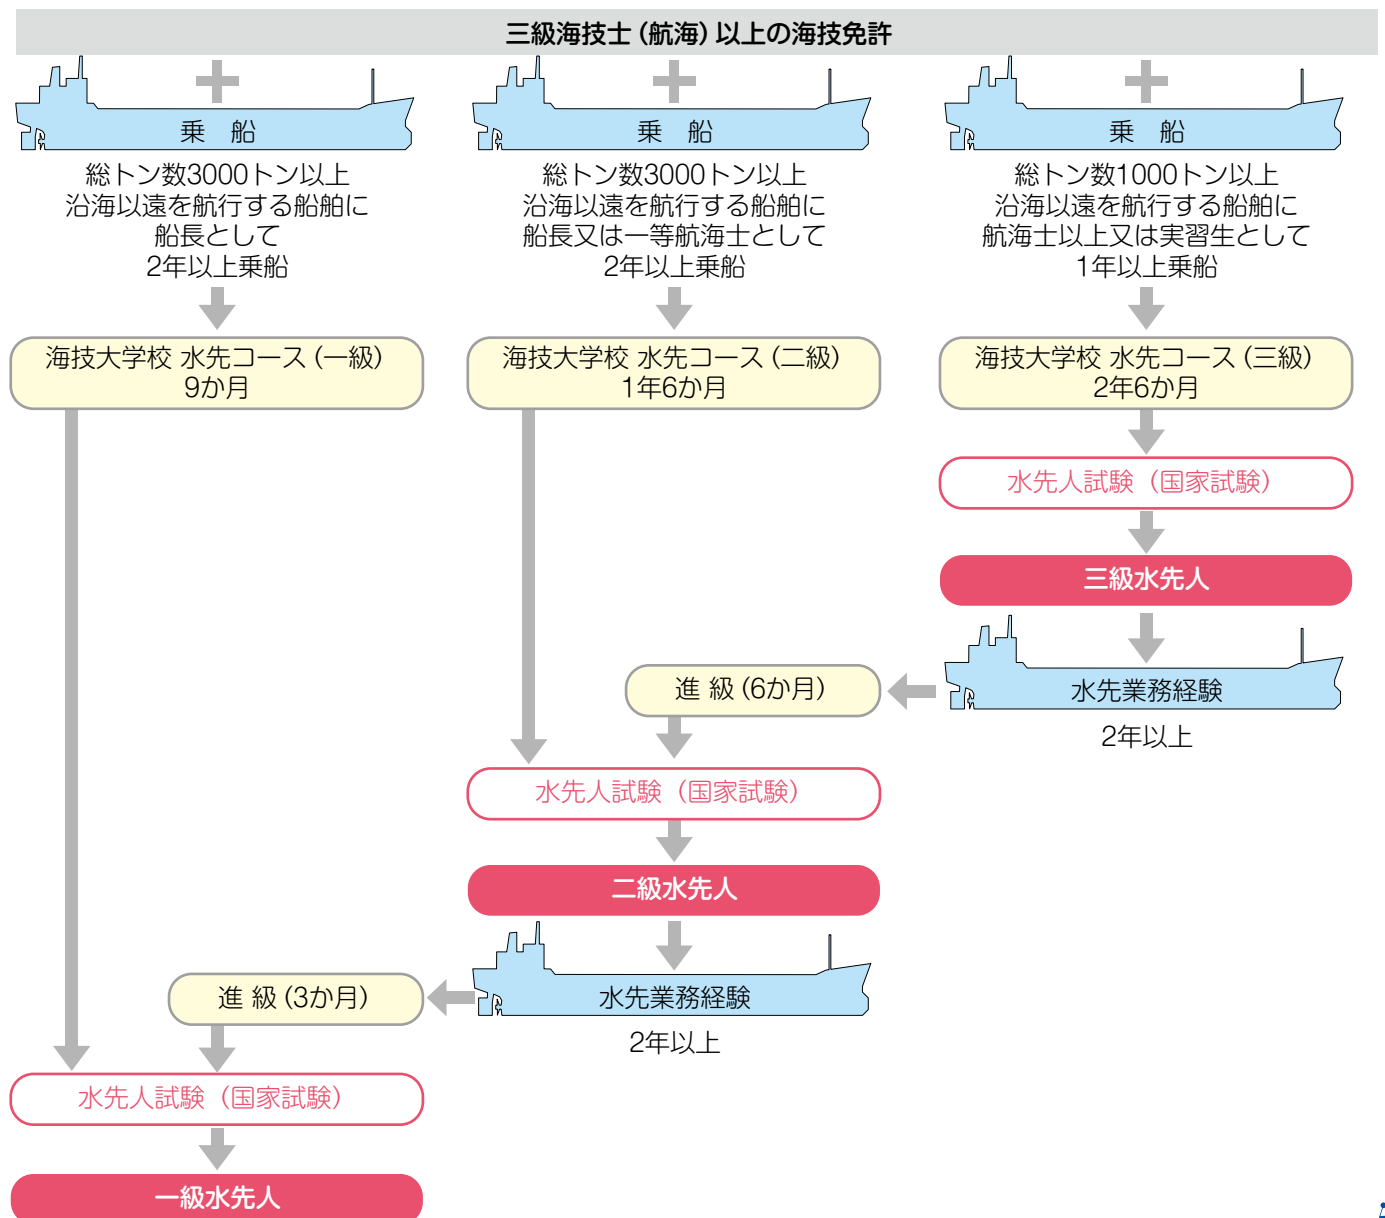 三級海技士(航海)以上の海技免許
乗 船
総トン数3000トン以上
沿海以遠を航行する船舶に
船長として
2年以上乗船
乗 船
総トン数3000トン以上
沿海以遠を航行する船舶に
船長又は一等航海士として
2年以上乗船
乗 船
総トン数1000トン以上
沿海以遠を航行する船舶に
航海士以上又は実習生として
1年以上乗船
海技大学校 水先コース(一級)
9か月
海技大学校 水先コース(二級)
1年6か月
海技大学校 水先コース(三級)
2年6か月
水先人試験(国家試験)
三級水先人
水先業務経験
2年以上
進 級(6か月)
水先人試験(国家試験)
二級水先人
水先業務経験
2年以上
進 級(3か月)
水先人試験(国家試験)
一級水先人